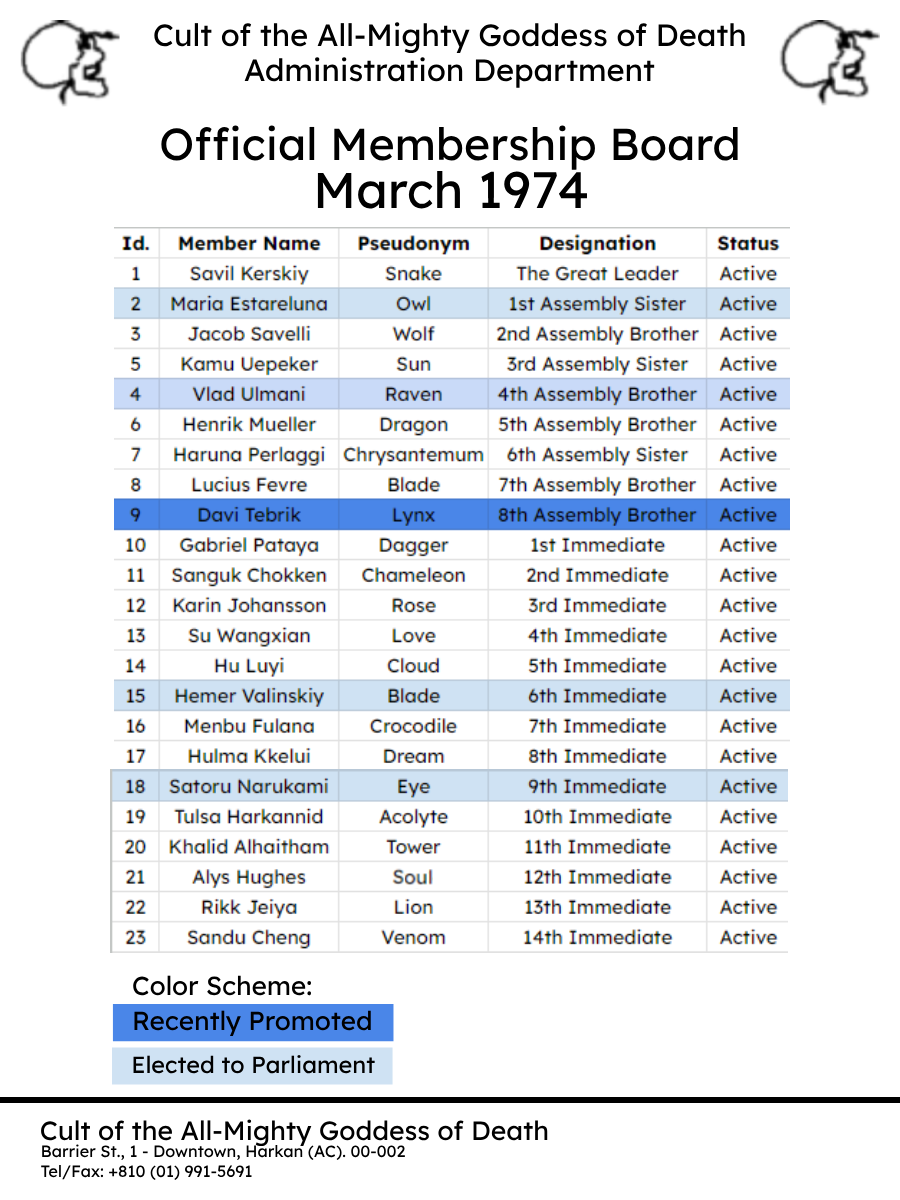 Cult of the All-Mighty Goddess of Death
Administration Department
Official Membership Board
March 1974
Id. Member Name Pseudonym Designation Status
1 Savil Kerskiy Snake The Great Leader Active
2 Maria Estareluna Owl 1st Assembly Sister Active
3 Jacob Savelli Wolf 2nd Assembly Brother Active
5 Kamu Uepeker Sun 3rd Assembly Sister Active
4 Vlad Ulmani Raven 4th Assembly Brother Active
6 Henrik Mueller Dragon 5th Assembly Brother Active
7 Haruna Perlaggi Chrysantemum 6th Assembly Sister Active
8 Lucius Fevre Blade 7th Assembly Brother Active
9 Davi Tebrik Lynx 8th Assembly Brother Active
10 Gabriel Pataya Dagger 1st Immediate Active
11 Sanguk Chokken Chameleon 2nd Immediate Active
12 Karin Johansson Rose 3rd Immediate Active
13 Su Wangxian Love 4th Immediate Active
14 Hu Luyi Cloud 5th Immediate Active
15 Hemer Valinskiy Blade 6th Immediate Active
16 Menbu Fulana Crocodile 7th Immediate Active
17 Hulma Kkelui Dream 8th Immediate Active
18 Satoru Narukami Eye 9th Immediate Active
19 Tulsa Harkannid Acolyte 10th Immediate Active
20 Khalid Alhaitham Tower 11th Immediate Active
21 Alys Hughes Soul 12th Immediate Active
22 Rikk Jeiya Lion 13th Immediate Active
23 Sandu Cheng Venom 14th Immediate Active
Color Scheme:
Recently Promoted
Elected to Parliament
Cult of the All-Mighty Goddess of Death
Barrier St., 1 - Downtown, Harkan (AC). 00-002
Tel/Fax: +810 (01) 991-5691